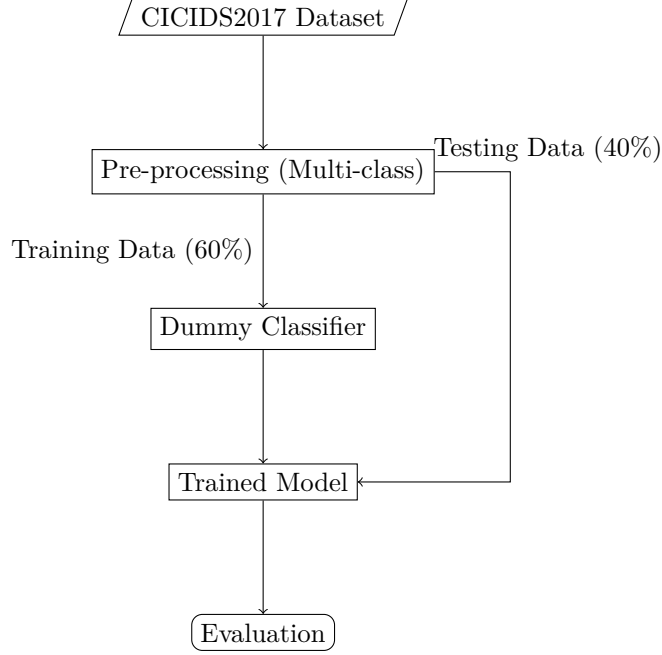 CICIDS2017 Dataset
Testing Data (40%)
Pre-processing (Multi-class)
Training Data (60%)
Dummy Classifier
Trained Model
Evaluation